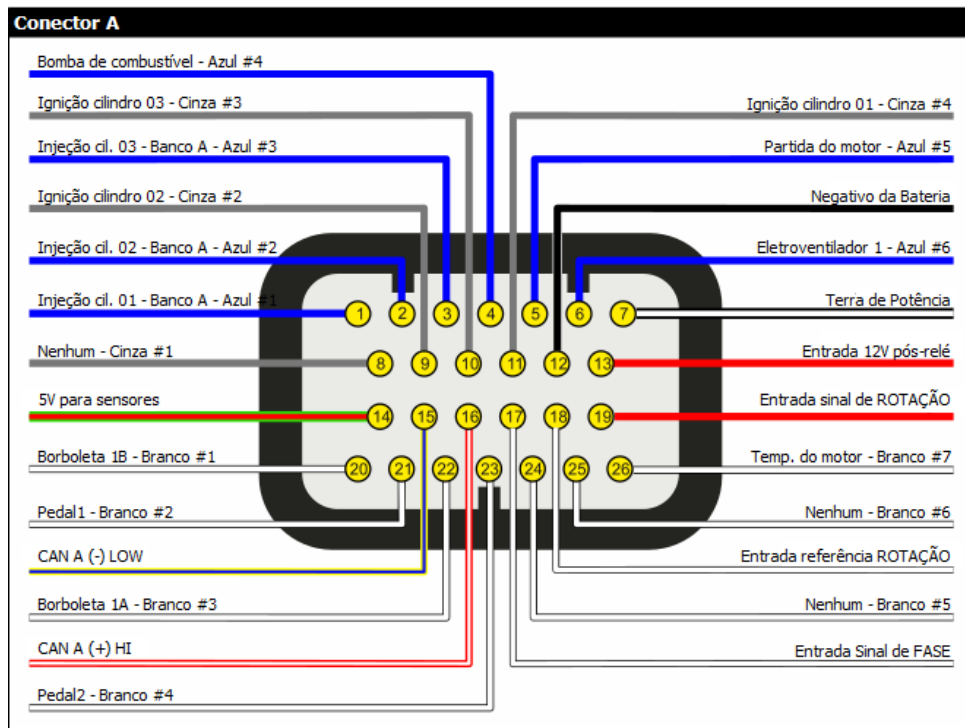 Conector A
Bomba de combustível - Azul #4
Ignição cilindro 03 - Cinza #3
Injeção cil. 03 - Banco A - Azul #3
Ignição cilindro 02 - Cinza #2
Injeção cil. 02 - Banco A - Azul #2
Injeção cil. 01 - Banco A - Azul #1
Nenhum - Cinza #1
5V para sensores
Borboleta 1B - Branco #1
Pedal1 - Branco #2
CAN A (-) LOW
Borboleta 1A - Branco #3
CAN A (+) HI
Pedal2 - Branco #4
1 2 3 4 5 6 7
8 9 10 11 12 13
14 15 16 17 18 19
20 21 22 23 24 25 26
Ignição cilindro 01 - Cinza #4
Partida do motor - Azul #5
Negativo da Bateria
Eletroventilador 1 - Azul #6
Terra de Potência
Entrada 12V pós-relé
Entrada sinal de ROTAÇÃO
Temp. do motor - Branco #7
Nenhum - Branco #6
Entrada referência ROTAÇÃO
Nenhum - Branco #5
Entrada Sinal de FASE